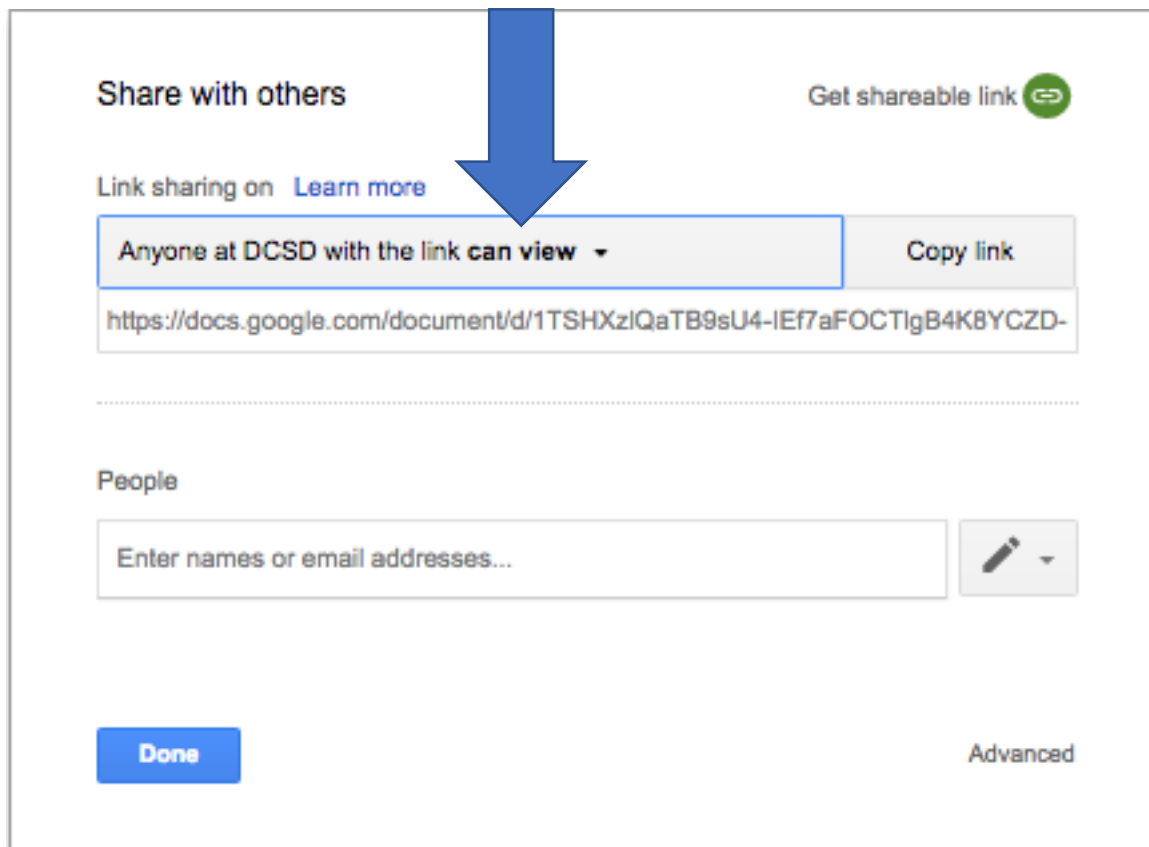 Share with others
Get shareable link
Link sharing on Learn more
Anyone at DCSD with the link can view
Copy link
https://docs.google.com/document/d/1TSHXzlQaTB9sU4-IEf7aFOCTlgB4K8YCZD-
People
Enter names or email addresses...
Done
Advanced